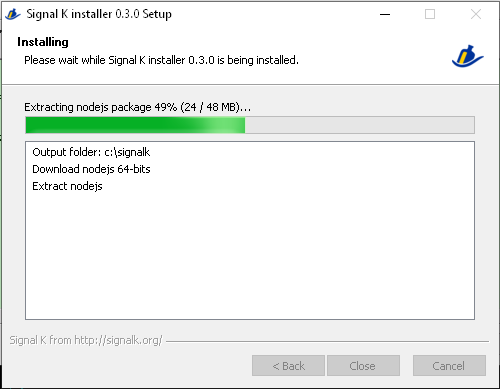 Signal K installer 0.3.0 Setup
Installing
Please wait while Signal K installer 0.3.0 is being installed.
Extracting nodejs package 49% (24 / 48 MB)...
Output folder: c:\signalk
Download nodejs 64-bits
Extract nodejs
Signal K from http://signalk.org/
< Back Close Cancel